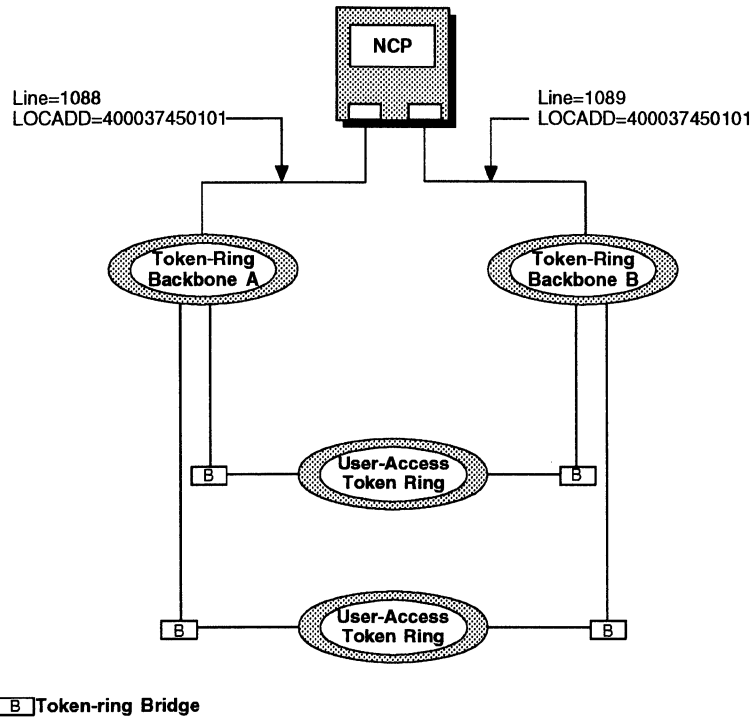 NCP
Line=1088
LOCADD=400037450101
Line=1089
LOCADD=400037450101
Token-Ring
Backbone A
Token-Ring
Backbone B
B
User-Access
Token Ring
B
B
User-Access
Token Ring
B
B Token-ring Bridge